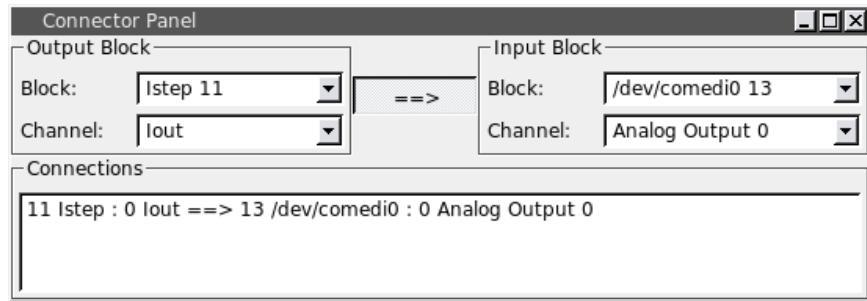 Connector Panel
Output Block
Block: Istep 11
Channel: Iout
==>
Input Block
Block: /dev/comedi0 13
Channel: Analog Output 0
Connections
11 Istep : 0 Iout ==> 13 /dev/comedi0 : 0 Analog Output 0